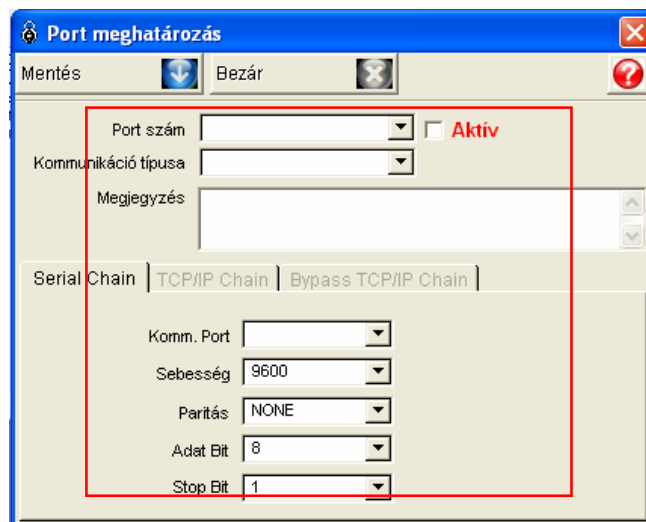 Port meghatározás
Mentés Bezár
Port szám Aktív
Kommunikáció típusa
Megjegyzés
Serial Chain TCP/IP Chain Bypass TCP/IP Chain
Komm. Port
Sebesség 9600
Paritás NONE
Adat Bit 8
Stop Bit 1